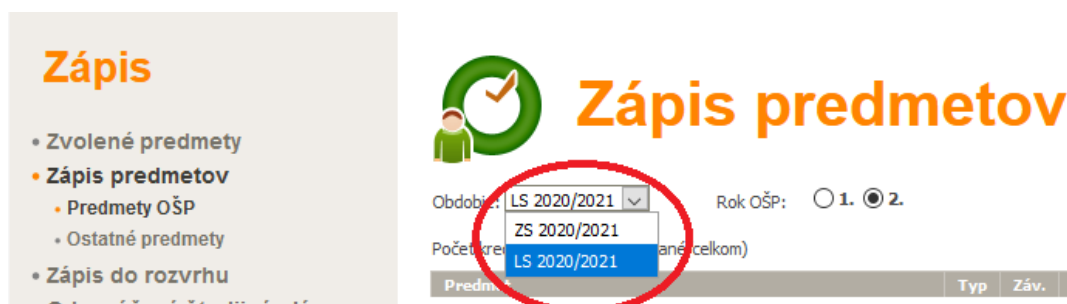 Zápis
• Zvolené predmety
• Zápis predmetov
• Predmety OŠP
• Ostatné predmety
• Zápis do rozvrhu
Zápis predmetov
Obdobie: LS 2020/2021 Rok OŠP: 1. 2.
ZS 2020/2021
LS 2020/2021
Počet celkom)
Predmet Typ Záv.